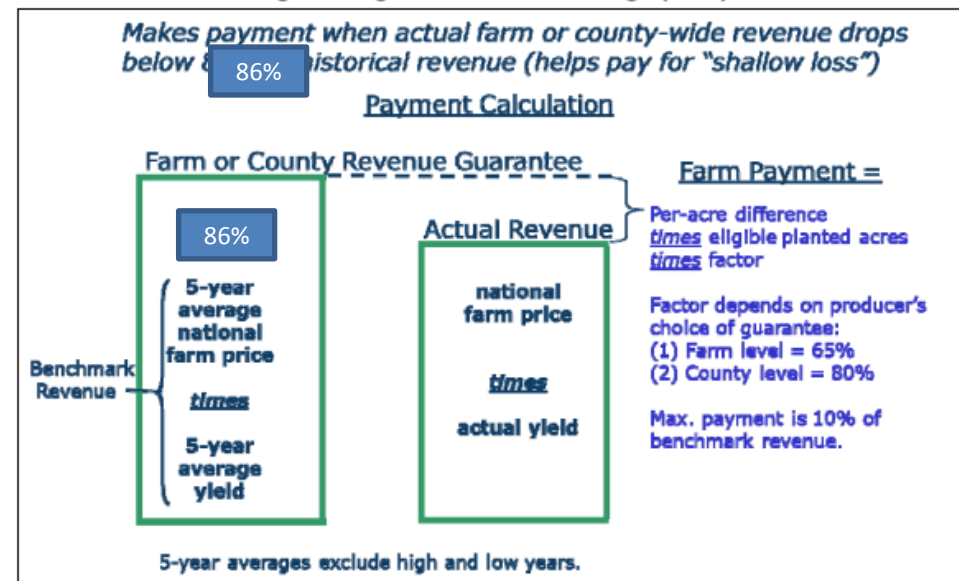 Makes payment when actual farm or county-wide revenue drops
below 86% historical revenue (helps pay for "shallow loss")
Payment Calculation
Farm or County Revenue Guarantee
86%
5-year
average
national
farm price
times
5-year
average
yield
Benchmark
Revenue
Actual Revenue
national
farm price
times
actual yield
Farm Payment =
Per-acre difference
times eligible planted acres
times factor
Factor depends on producer's
choice of guarantee:
(1) Farm level = 65%
(2) County level = 80%
Max. payment is 10% of
benchmark revenue.
5-year averages exclude high and low years.